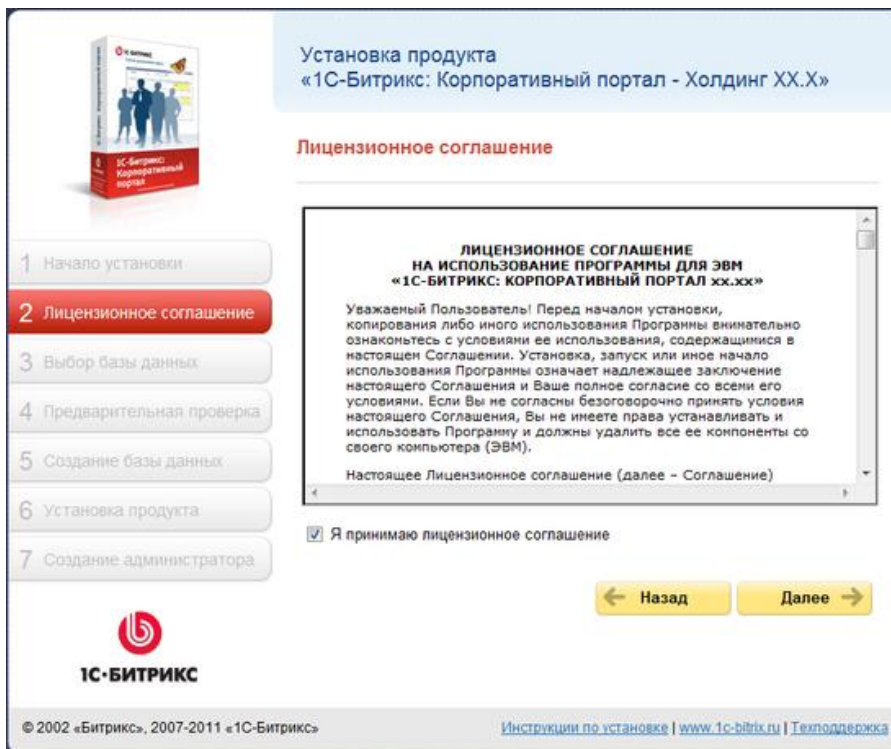 1С-Битрикс:
Корпоративный
портал
Установка продукта
«1С-Битрикс: Корпоративный портал - Холдинг XX.X»
1 Начало установки
2 Лицензионное соглашение
3 Выбор базы данных
4 Предварительная проверка
5 Создание базы данных
6 Установка продукта
7 Создание администратора
1С·БИТРИКС
Лицензионное соглашение
ЛИЦЕНЗИОННОЕ СОГЛАШЕНИЕ
НА ИСПОЛЬЗОВАНИЕ ПРОГРАММЫ ДЛЯ ЭВМ
«1С-БИТРИКС: КОРПОРАТИВНЫЙ ПОРТАЛ xx.xx»
Уважаемый Пользователь! Перед началом установки,
копирования либо иного использования Программы внимательно
ознакомьтесь с условиями ее использования, содержащимися в
настоящем Соглашении. Установка, запуск или иное начало
использования Программы означает надлежащее заключение
настоящего Соглашения и Ваше полное согласие со всеми его
условиями. Если Вы не согласны безоговорочно принять условия
настоящего Соглашения, Вы не имеете права устанавливать и
использовать Программу и должны удалить все ее компоненты со
своего компьютера (ЭВМ).
Настоящее Лицензионное соглашение (далее – Соглашение)
Я принимаю лицензионное соглашение
Назад
Далее
© 2002 «Битрикс», 2007-2011 «1С-Битрикс»
Инструкции по установке | www.1c-bitrix.ru | Техподдержка